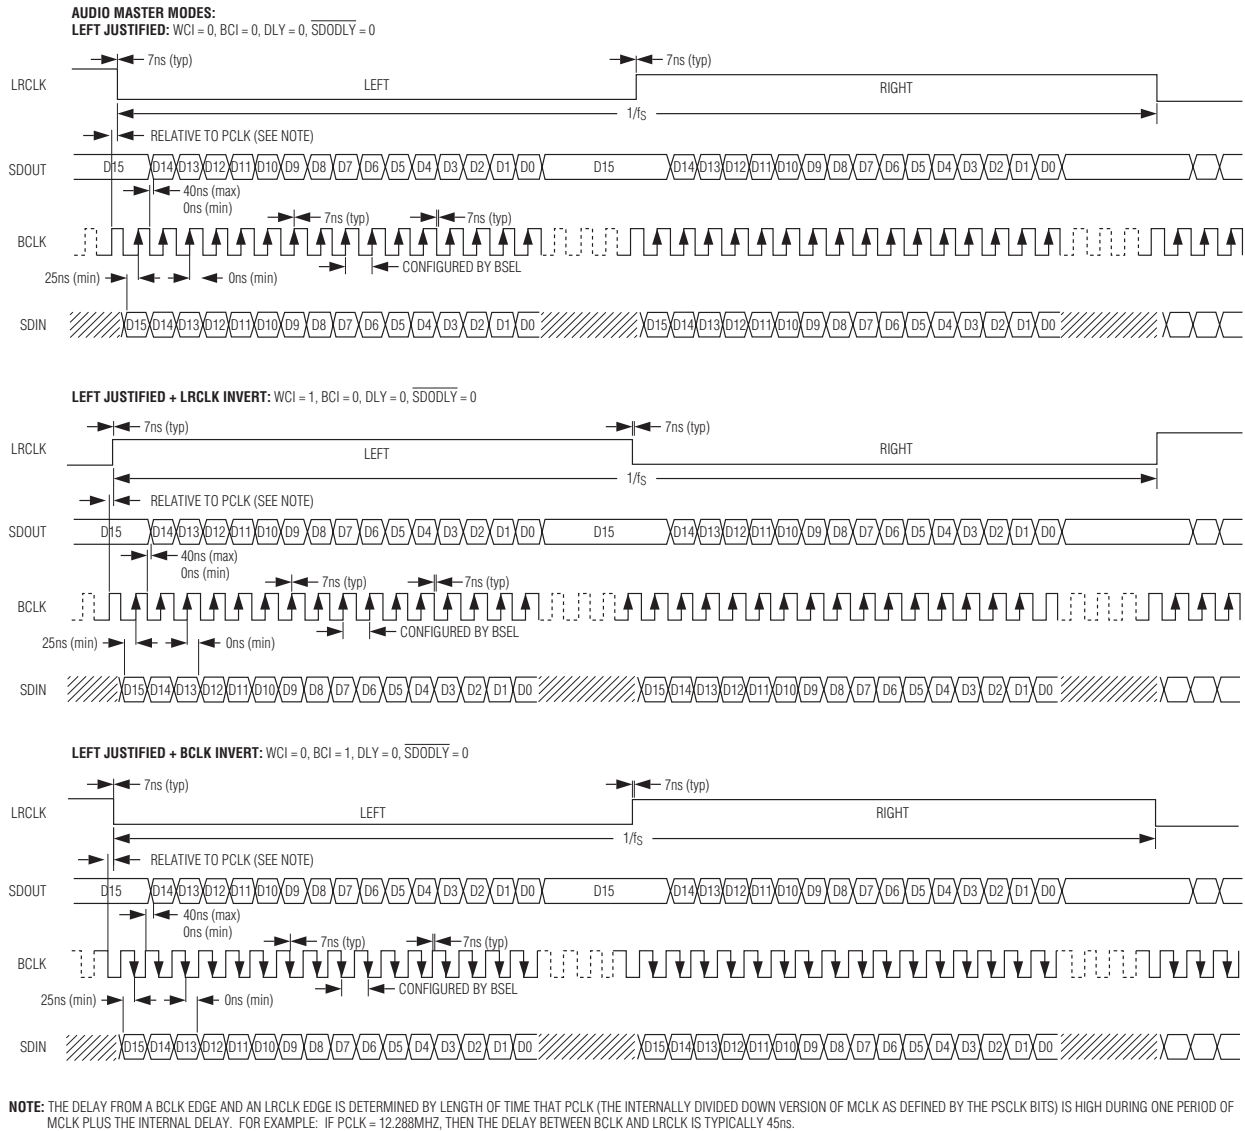 AUDIO MASTER MODES:
LEFT JUSTIFIED: WCI = 0, BCI = 0, DLY = 0, SDODLY = 0
7ns (typ) 7ns (typ)
LRCLK LEFT RIGHT
1/fS
RELATIVE TO PCLK (SEE NOTE)
SDOUT D15 D14 D13 D12 D11 D10 D9 D8 D7 D6 D5 D4 D3 D2 D1 D0 D15 D14 D13 D12 D11 D10 D9 D8 D7 D6 D5 D4 D3 D2 D1 D0
40ns (max)
0ns (min)
7ns (typ) 7ns (typ)
BCLK
CONFIGURED BY BSEL
25ns (min) 0ns (min)
SDIN D15 D14 D13 D12 D11 D10 D9 D8 D7 D6 D5 D4 D3 D2 D1 D0 D15 D14 D13 D12 D11 D10 D9 D8 D7 D6 D5 D4 D3 D2 D1 D0
LEFT JUSTIFIED + LRCLK INVERT: WCI = 1, BCI = 0, DLY = 0, SDODLY = 0
7ns (typ) 7ns (typ)
LRCLK LEFT RIGHT
1/fS
RELATIVE TO PCLK (SEE NOTE)
SDOUT D15 D14 D13 D12 D11 D10 D9 D8 D7 D6 D5 D4 D3 D2 D1 D0 D15 D14 D13 D12 D11 D10 D9 D8 D7 D6 D5 D4 D3 D2 D1 D0
40ns (max)
0ns (min)
7ns (typ) 7ns (typ)
BCLK
CONFIGURED BY BSEL
25ns (min) 0ns (min)
SDIN D15 D14 D13 D12 D11 D10 D9 D8 D7 D6 D5 D4 D3 D2 D1 D0 D15 D14 D13 D12 D11 D10 D9 D8 D7 D6 D5 D4 D3 D2 D1 D0
LEFT JUSTIFIED + BCLK INVERT: WCI = 0, BCI = 1, DLY = 0, SDODLY = 0
7ns (typ) 7ns (typ)
LRCLK LEFT RIGHT
1/fS
RELATIVE TO PCLK (SEE NOTE)
SDOUT D15 D14 D13 D12 D11 D10 D9 D8 D7 D6 D5 D4 D3 D2 D1 D0 D15 D14 D13 D12 D11 D10 D9 D8 D7 D6 D5 D4 D3 D2 D1 D0
40ns (max)
0ns (min)
7ns (typ) 7ns (typ)
BCLK
CONFIGURED BY BSEL
25ns (min) 0ns (min)
SDIN D15 D14 D13 D12 D11 D10 D9 D8 D7 D6 D5 D4 D3 D2 D1 D0 D15 D14 D13 D12 D11 D10 D9 D8 D7 D6 D5 D4 D3 D2 D1 D0
NOTE: THE DELAY FROM A BCLK EDGE AND AN LRCLK EDGE IS DETERMINED BY LENGTH OF TIME THAT PCLK (THE INTERNALLY DIVIDED DOWN VERSION OF MCLK AS DEFINED BY THE PSCLK BITS) IS HIGH DURING ONE PERIOD OF
MCLK PLUS THE INTERNAL DELAY. FOR EXAMPLE: IF PCLK = 12.288MHZ, THEN THE DELAY BETWEEN BCLK AND LRCLK IS TYPICALLY 45ns.